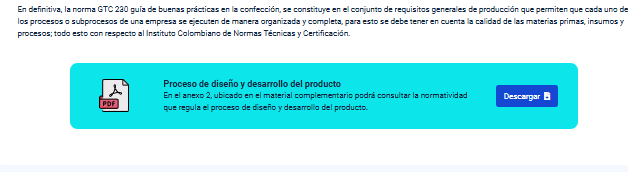 En definitiva, la norma GTC 230 guía de buenas prácticas en la confección, se constituye en el conjunto de requisitos generales de producción que permiten que cada uno de
los procesos o subprocesos de una empresa se ejecuten de manera organizada y completa, para esto se debe tener en cuenta la calidad de las materias primas, insumos y
procesos; todo esto con respecto al Instituto Colombiano de Normas Técnicas y Certificación.
PDF
Proceso de diseño y desarrollo del producto
En el anexo 2, ubicado en el material complementario podrá consultar la normatividad
que regula el proceso de diseño y desarrollo del producto.
Descargar